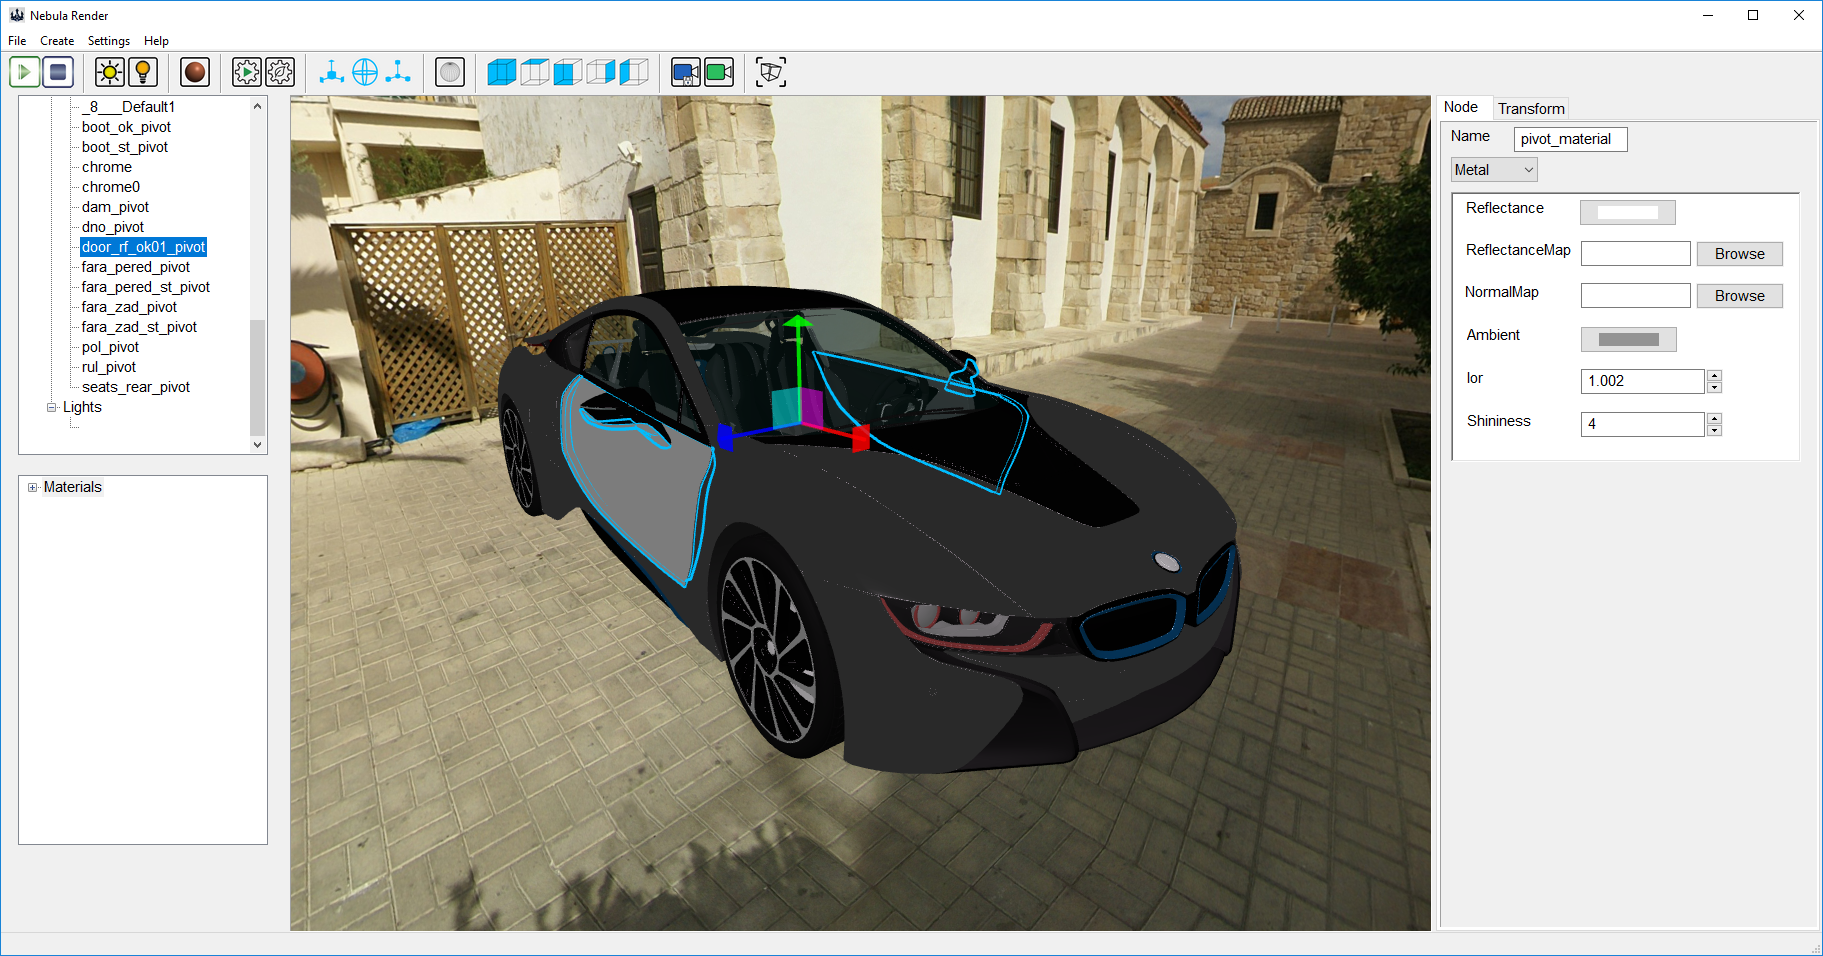 Nebula Render
File Create Settings Help
_8___Default1
boot_ok_pivot
boot_st_pivot
chrome
chrome0
dam_pivot
dno_pivot
door_rf_ok01_pivot
fara_pered_pivot
fara_pered_st_pivot
fara_zad_pivot
fara_zad_st_pivot
pol_pivot
rul_pivot
seats_rear_pivot
Lights
Materials
Node Transform
Name pivot_material
Metal
Reflectance
ReflectanceMap Browse
NormalMap Browse
Ambient
Ior 1.002
Shininess 4